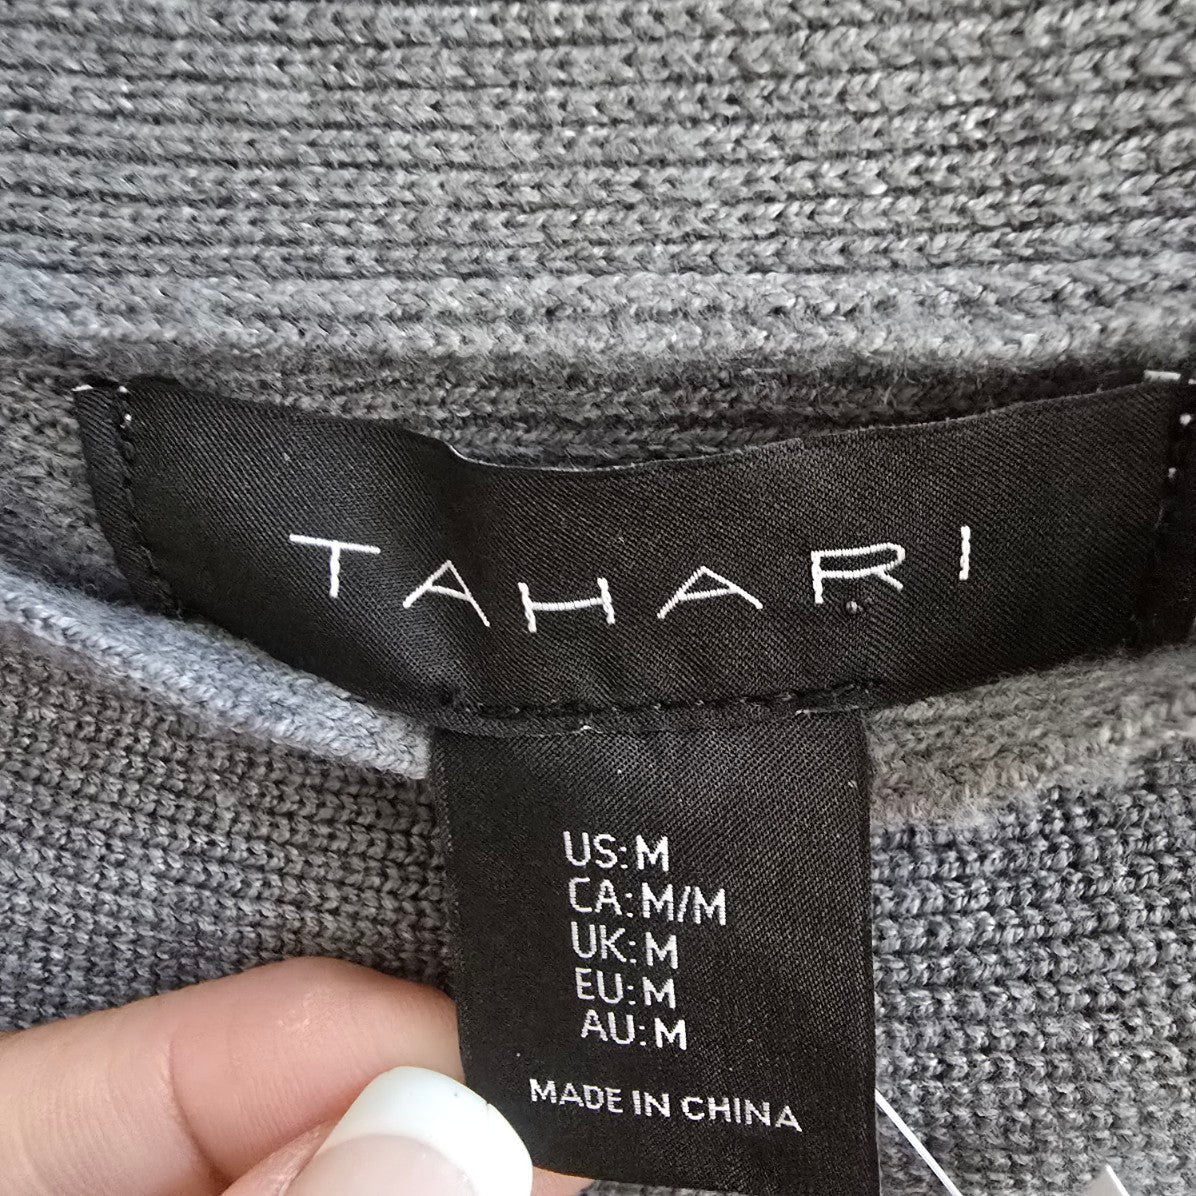 TAHARI
US: M
CA: M/M
UK: M
EU: M
AU: M
MADE IN CHINA